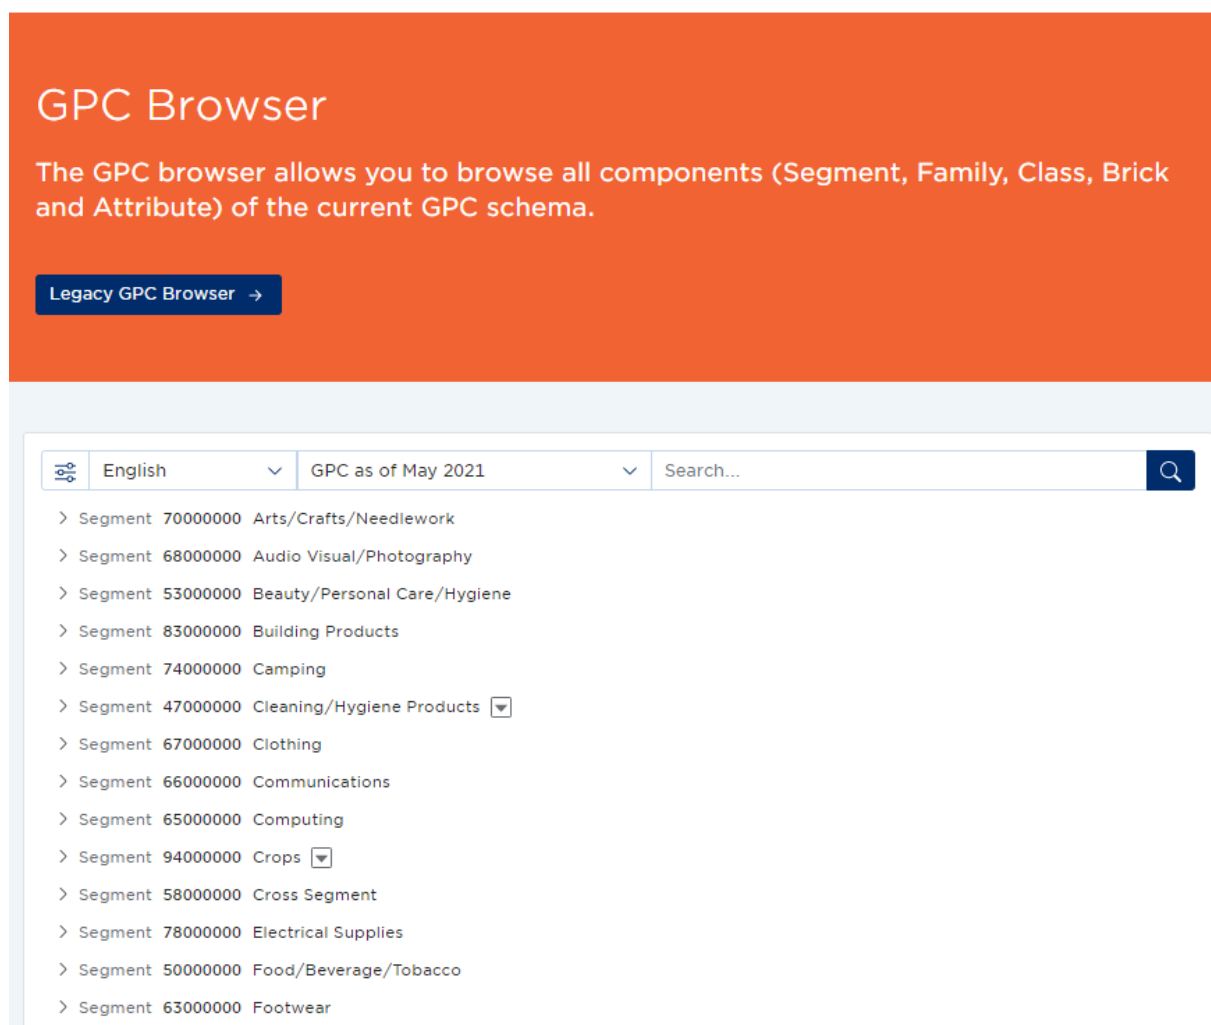 GPC Browser
The GPC browser allows you to browse all components (Segment, Family, Class, Brick
and Attribute) of the current GPC schema.
Legacy GPC Browser →
English GPC as of May 2021 Search...
Segment 70000000 Arts/Crafts/Needlework
Segment 68000000 Audio Visual/Photography
Segment 53000000 Beauty/Personal Care/Hygiene
Segment 83000000 Building Products
Segment 74000000 Camping
Segment 47000000 Cleaning/Hygiene Products
Segment 67000000 Clothing
Segment 66000000 Communications
Segment 65000000 Computing
Segment 94000000 Crops
Segment 58000000 Cross Segment
Segment 78000000 Electrical Supplies
Segment 50000000 Food/Beverage/Tobacco
Segment 63000000 Footwear